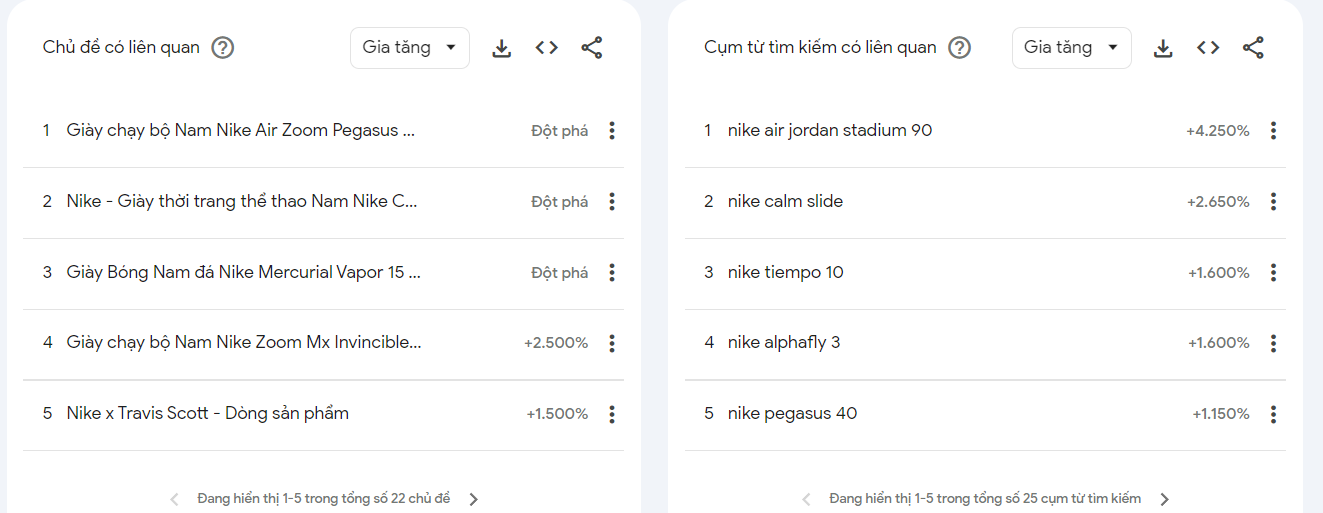 Chủ đề có liên quan
Gia tăng
1 Giày chạy bộ Nam Nike Air Zoom Pegasus ... Đột phá
2 Nike - Giày thời trang thể thao Nam Nike C... Đột phá
3 Giày Bóng Nam đá Nike Mercurial Vapor 15 ... Đột phá
4 Giày chạy bộ Nam Nike Zoom Mx Invincible... +2.500%
5 Nike x Travis Scott - Dòng sản phẩm +1.500%
Đang hiển thị 1-5 trong tổng số 22 chủ đề
Cụm từ tìm kiếm có liên quan
Gia tăng
1 nike air jordan stadium 90 +4.250%
2 nike calm slide +2.650%
3 nike tiempo 10 +1.600%
4 nike alphafly 3 +1.600%
5 nike pegasus 40 +1.150%
Đang hiển thị 1-5 trong tổng số 25 cụm từ tìm kiếm